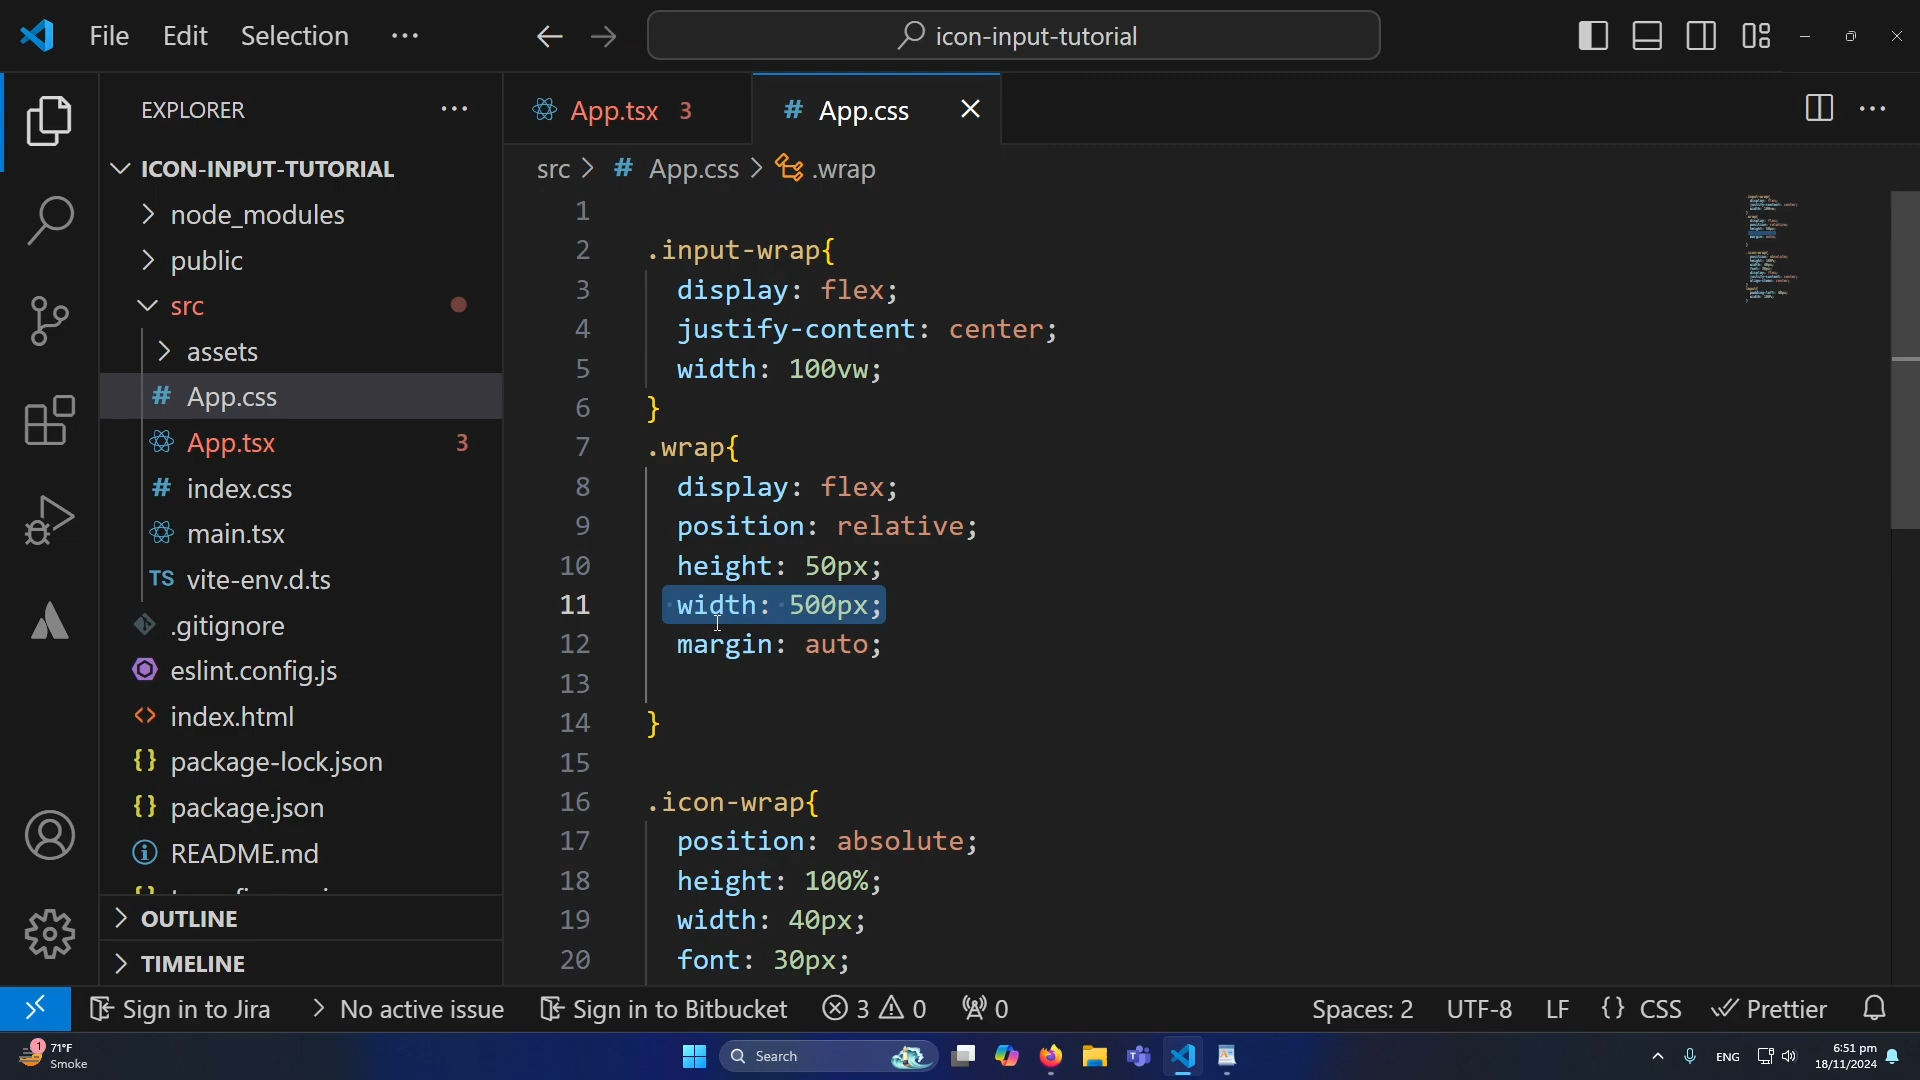 File Edit Selection ···
icon-input-tutorial
EXPLORER ···
App.tsx 3
# App.css
ICON-INPUT-TUTORIAL
node_modules
public
src
assets
# App.css
App.tsx 3
# index.css
main.tsx
TS vite-env.d.ts
.gitignore
eslint.config.js
<> index.html
{} package-lock.json
{} package.json
README.md
OUTLINE
TIMELINE
src > # App.css > .wrap
1
2 .input-wrap{
3 display: flex;
4 justify-content: center;
5 width: 100vw;
6 }
7 .wrap{
8 display: flex;
9 position: relative;
10 height: 50px;
11 width: 500px;
12 margin: auto;
13
14 }
15
16 .icon-wrap{
17 position: absolute;
18 height: 100%;
19 width: 40px;
20 font: 30px;
Sign in to Jira > No active issue Sign in to Bitbucket 3 0 0 Spaces: 2 UTF-8 LF {} CSS Prettier
1 71°F
Smoke
Search
ENG
6:51 pm
18/11/2024